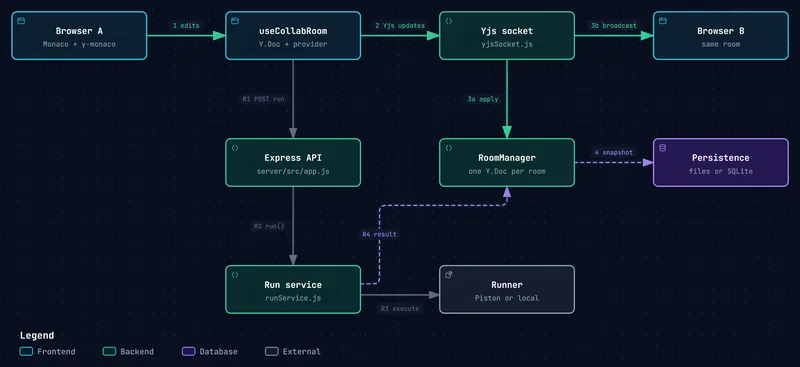 Browser A
Monaco + y-monaco
1 edits
useCollabRoom
Y.Doc + provider
2 Yjs updates
Yjs socket
yjsSocket.js
3b broadcast
Browser B
same room
R1 POST run
3a apply
Express API
server/src/app.js
RoomManager
one Y.Doc per room
4 snapshot
Persistence
files or SQLite
R2 run()
R4 result
Run service
runService.js
R3 execute
Runner
Piston or local
Legend
Frontend
Backend
Database
External